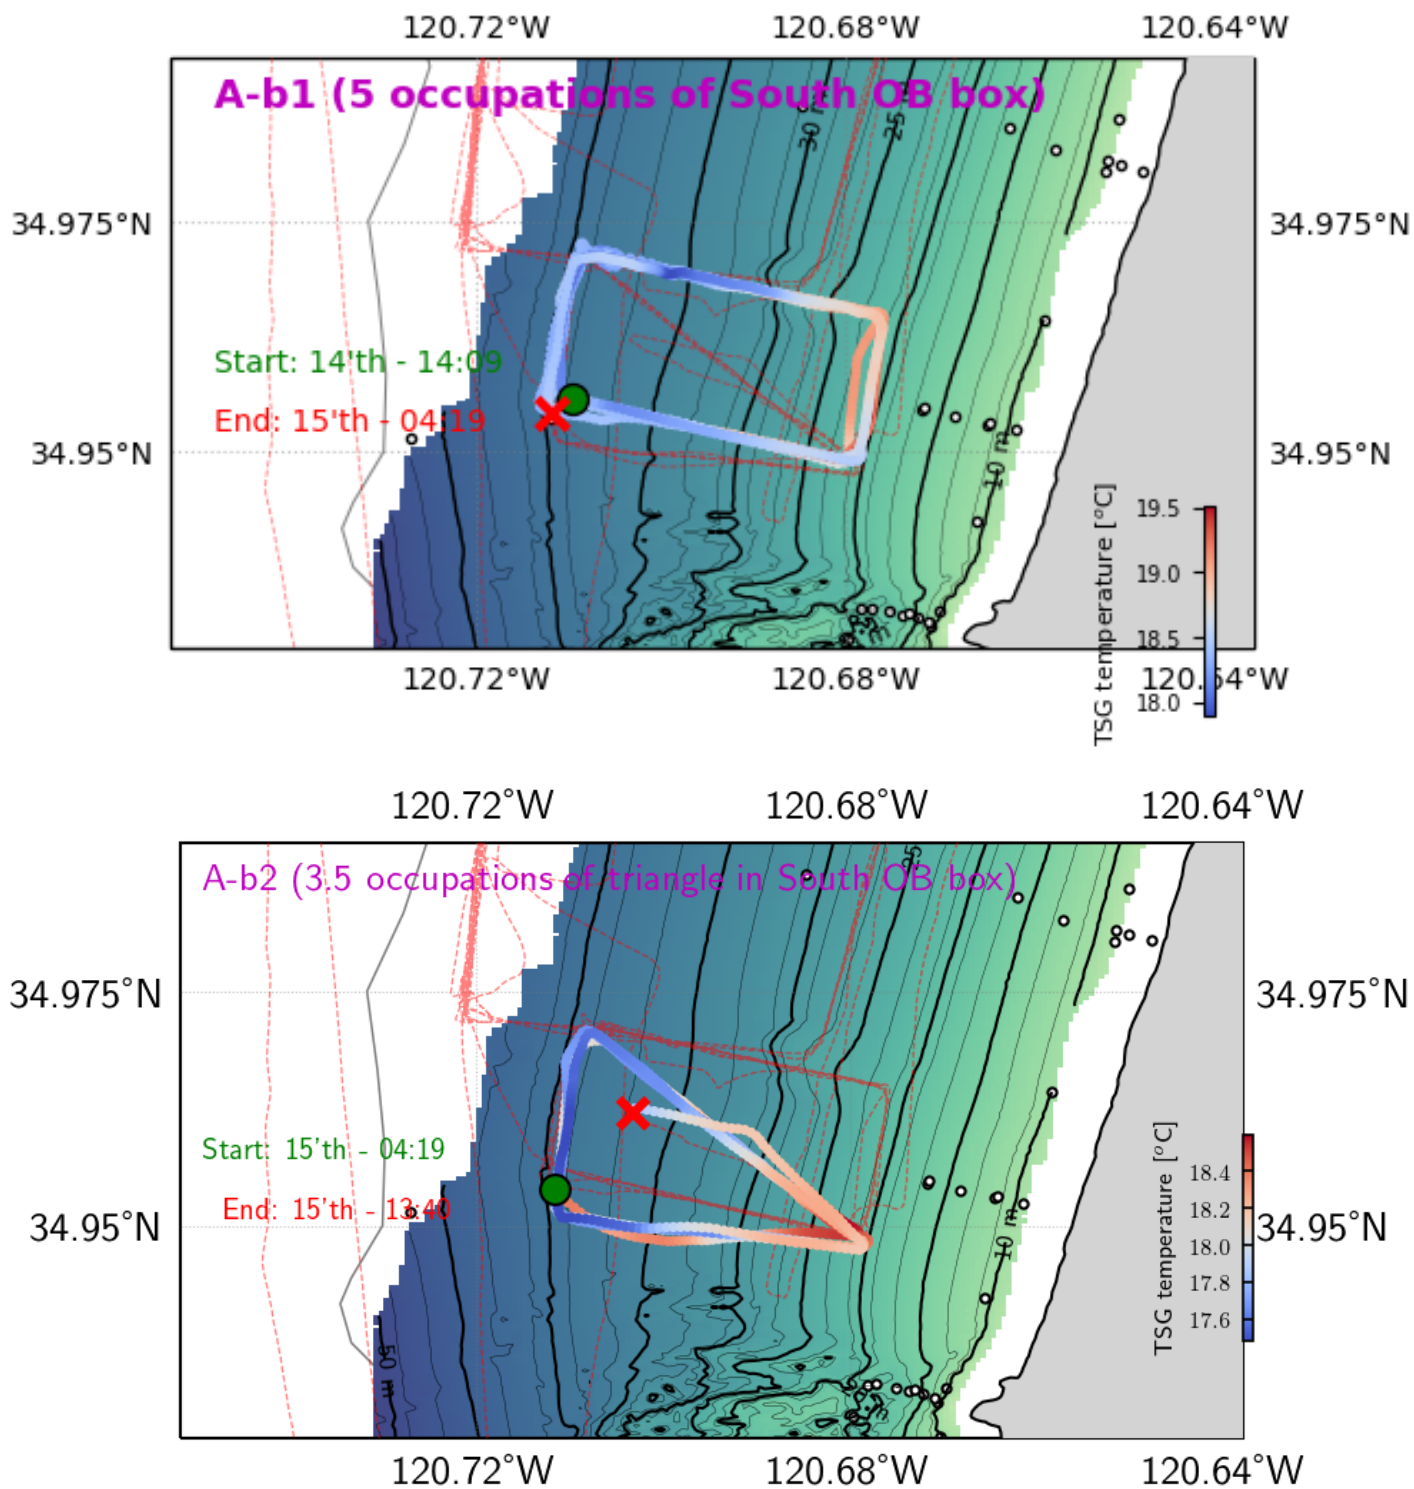 120.72°W 120.68°W 120.64°W
A-b1 (5 occupations of South OB box)
30 m
25
34.975°N 34.975°N
Start: 14'th - 14:09
End: 15'th - 04:19
34.95°N 34.95°N
10 m
TSG temperature [°C]
19.5
19.0
18.5
18.0
120.72°W 120.68°W 120.64°W
120.72°W 120.68°W 120.64°W
A-b2 (3.5 occupations of triangle in South OB box)
34.975°N 34.975°N
Start: 15'th - 04:19
End: 15'th - 13:40
34.95°N 34.95°N
10 m
50 m
TSG temperature [°C]
18.4
18.2
18.0
17.8
17.6
120.72°W 120.68°W 120.64°W